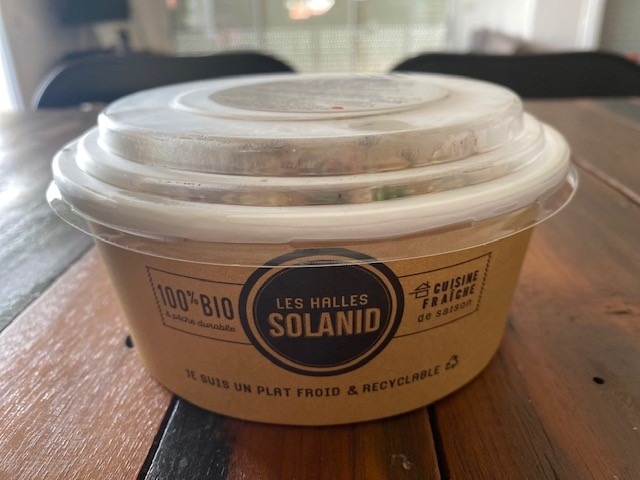 100% BIO
& pêche durable
LES HALLES
SOLANID
CUISINE
FRAÎCHE
de saison
JE SUIS UN PLAT FROID & RECYCLABLE